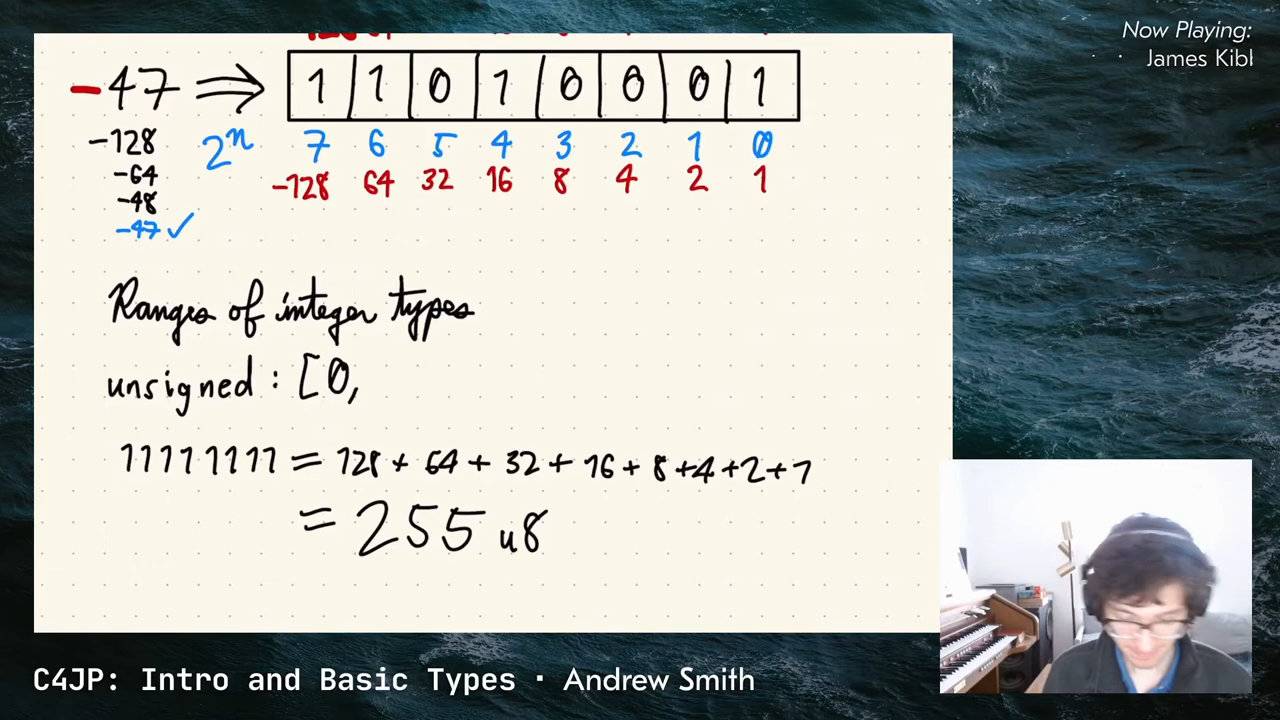 Now Playing:
James Kibl
-47 ⇒ 1 1 0 1 0 0 0 1
-128 2ⁿ 7 6 5 4 3 2 1 0
-64 -128 64 32 16 8 4 2 1
-48
-47 ✓
Ranges of integer types
unsigned : [0,
11111111 = 128 + 64 + 32 + 16 + 8 + 4 + 2 + 1
= 255 u8
C4JP: Intro and Basic Types · Andrew Smith